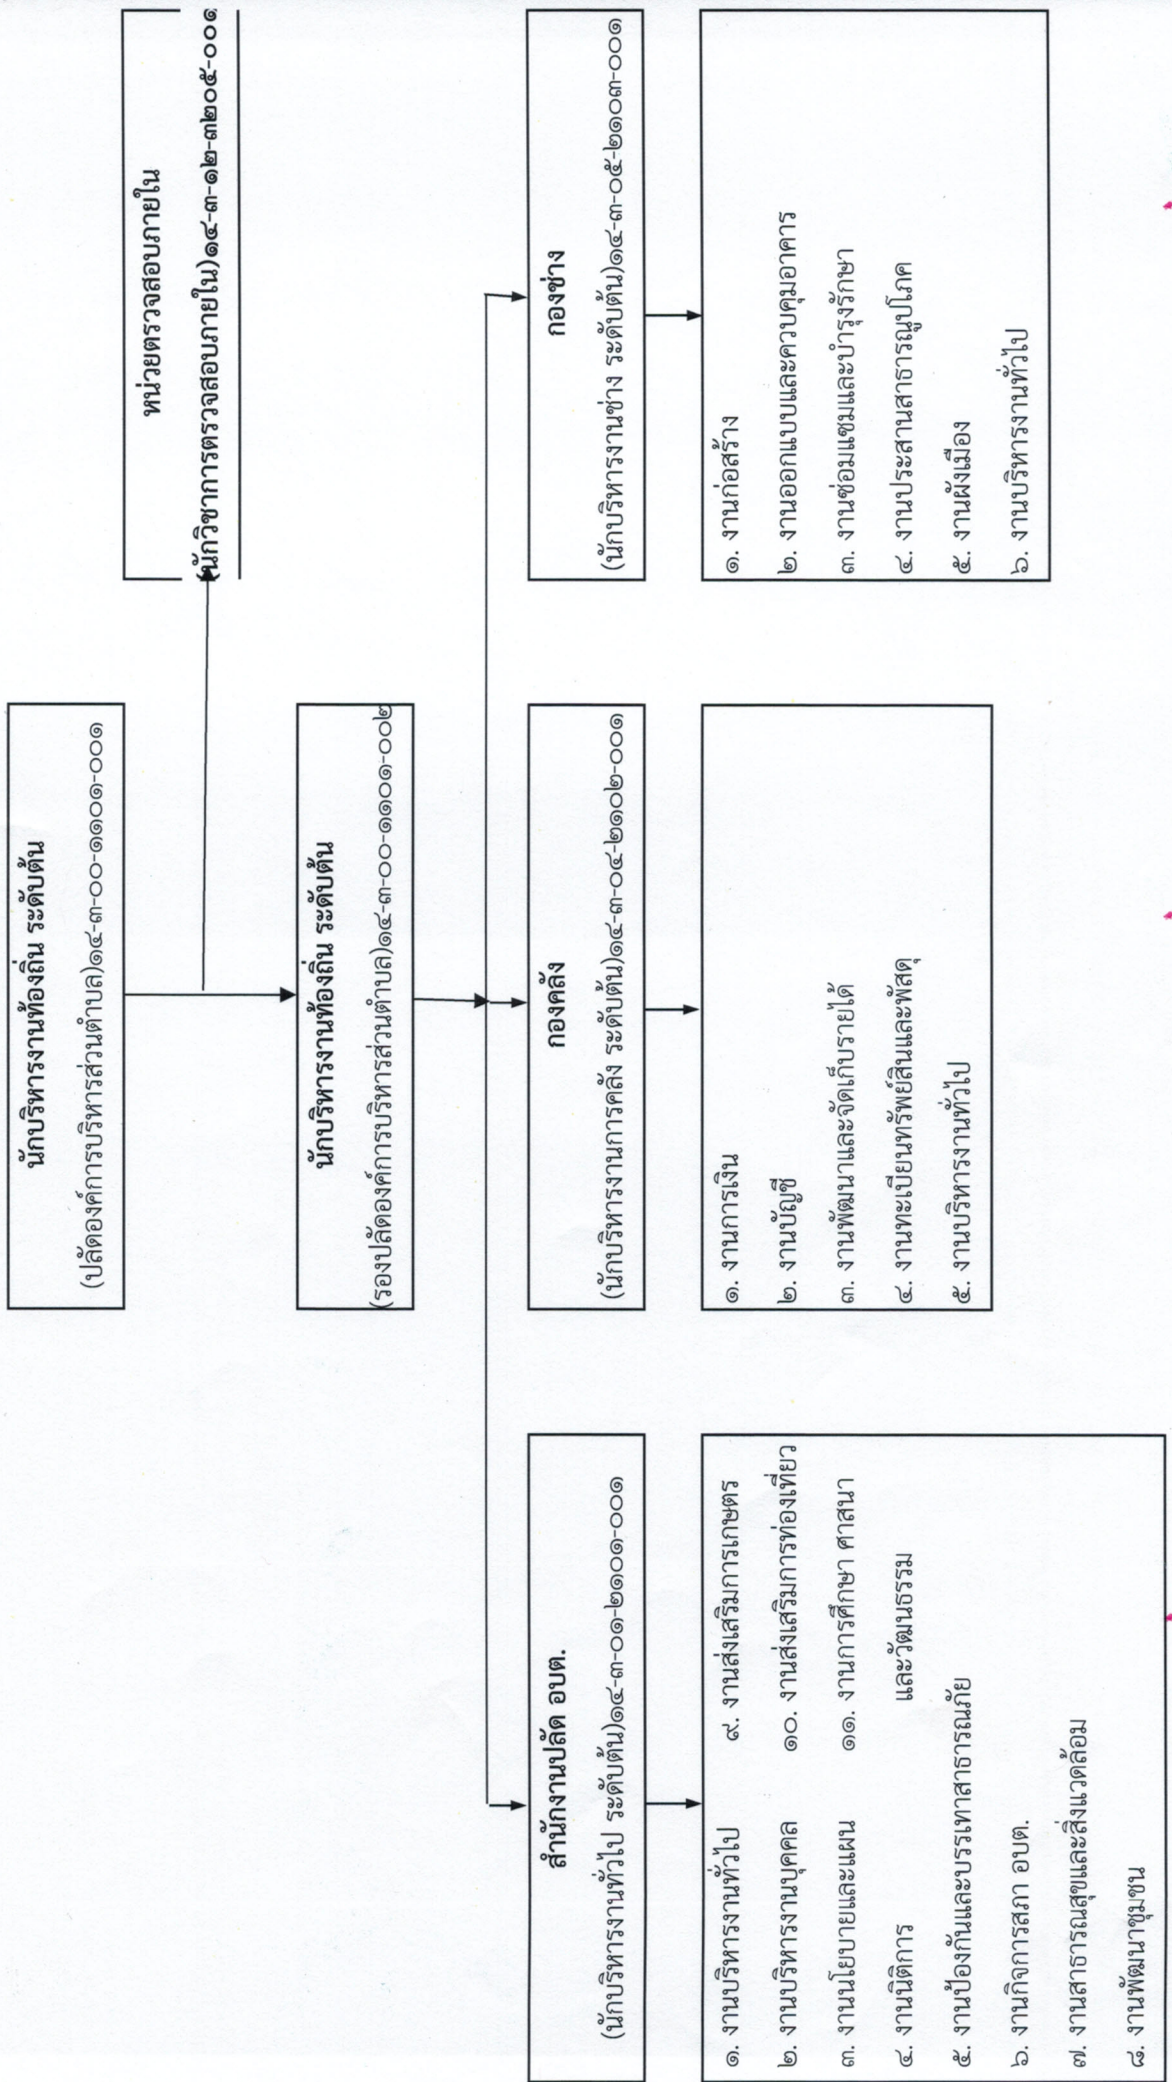 นักบริหารงานท้องถิ่น ระดับต้น
(ปลัดองค์การบริหารส่วนตำบล)๑๔-๓-๐๐-๑๑๐๑-๐๐๑
หน่วยตรวจสอบภายใน
(นักวิชาการตรวจสอบภายใน)๑๔-๓-๑๒-๓๒๐๕-๐๐๑
นักบริหารงานท้องถิ่น ระดับต้น
(รองปลัดองค์การบริหารส่วนตำบล)๑๔-๓-๐๐-๑๑๐๑-๐๐๒
สำนักงานปลัด อบต.
(นักบริหารงานทั่วไป ระดับต้น)๑๔-๓-๐๑-๒๑๐๑-๐๐๑
๑. งานบริหารงานทั่วไป
๒. งานบริหารงานบุคคล
๓. งานนโยบายและแผน
๔. งานนิติการ
๕. งานป้องกันและบรรเทาสาธารณภัย
๖. งานกิจการสภา อบต.
๗. งานสาธารณสุขและสิ่งแวดล้อม
๘. งานพัฒนาชุมชน
๙. งานส่งเสริมการเกษตร
๑๐. งานส่งเสริมการท่องเที่ยว
๑๑. งานการศึกษา ศาสนา
และวัฒนธรรม
กองคลัง
(นักบริหารงานการคลัง ระดับต้น)๑๔-๓-๐๔-๒๑๐๒-๐๐๑
๑. งานการเงิน
๒. งานบัญชี
๓. งานพัฒนาและจัดเก็บรายได้
๔. งานทะเบียนทรัพย์สินและพัสดุ
๕. งานบริหารงานทั่วไป
กองช่าง
(นักบริหารงานช่าง ระดับต้น)๑๔-๓-๐๕-๒๑๐๓-๐๐๑
๑. งานก่อสร้าง
๒. งานออกแบบและควบคุมอาคาร
๓. งานซ่อมแซมและบำรุงรักษา
๔. งานประสานสาธารณูปโภค
๕. งานผังเมือง
๖. งานบริหารงานทั่วไป